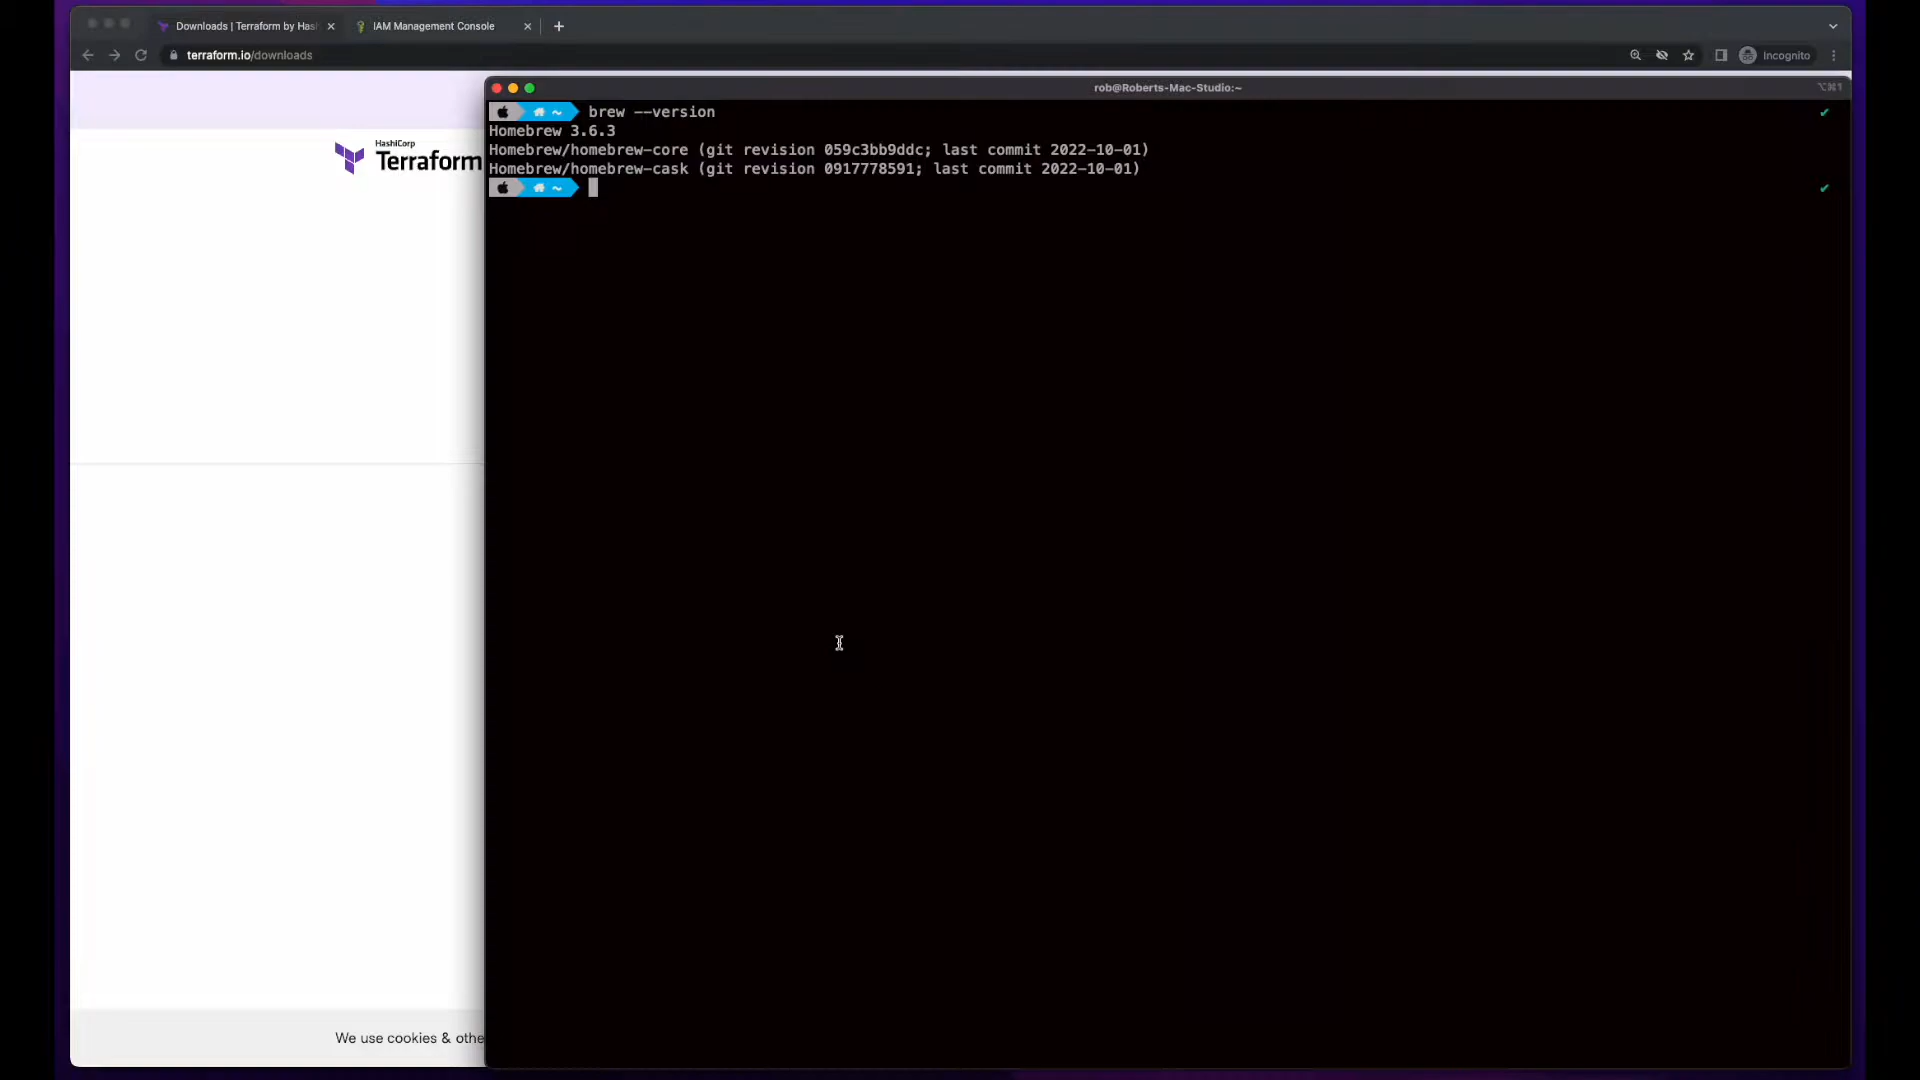 Downloads | Terraform by Hash
IAM Management Console
terraform.io/downloads
Incognito
rob@Roberts-Mac-Studio:~
⌥⌘1
~ brew --version
Homebrew 3.6.3
Homebrew/homebrew-core (git revision 059c3bb9ddc; last commit 2022-10-01)
Homebrew/homebrew-cask (git revision 0917778591; last commit 2022-10-01)
~
HashiCorp
Terraform
We use cookies & othe